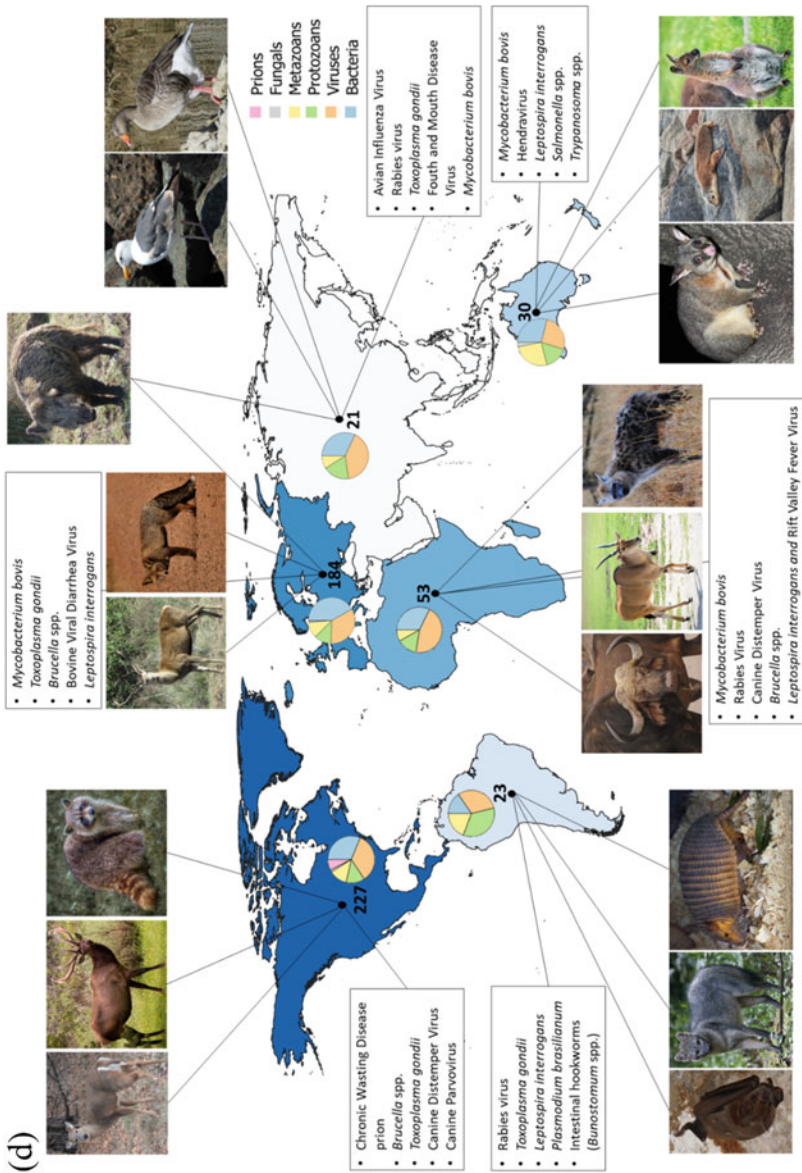 (d)
• Mycobacterium bovis
• Toxoplasma gondii
• Brucella spp.
• Bovine Viral Diarrhea Virus
• Leptospira interrogans
Prions
Fungals
Metazoans
Protozoans
Viruses
Bacteria
227
184
21
53
23
30
• Avian Influenza Virus
• Rabies virus
• Toxoplasma gondii
• Fouth and Mouth Disease
Virus
• Mycobacterium bovis
• Chronic Wasting Disease
prion
• Brucella spp.
• Toxoplasma gondii
• Canine Distemper Virus
• Canine Parvovirus
• Mycobacterium bovis
• Hendravirus
• Leptospira interrogans
• Salmonella spp.
• Trypanosoma spp.
• Rabies virus
• Toxoplasma gondii
• Leptospira interrogans
• Plasmodium brasilianum
• Intestinal hookworms
(Bunostomum spp.)
• Mycobacterium bovis
• Rabies Virus
• Canine Distemper Virus
• Brucella spp.
• Leptospira interrogans and Rift Valley Fever Virus